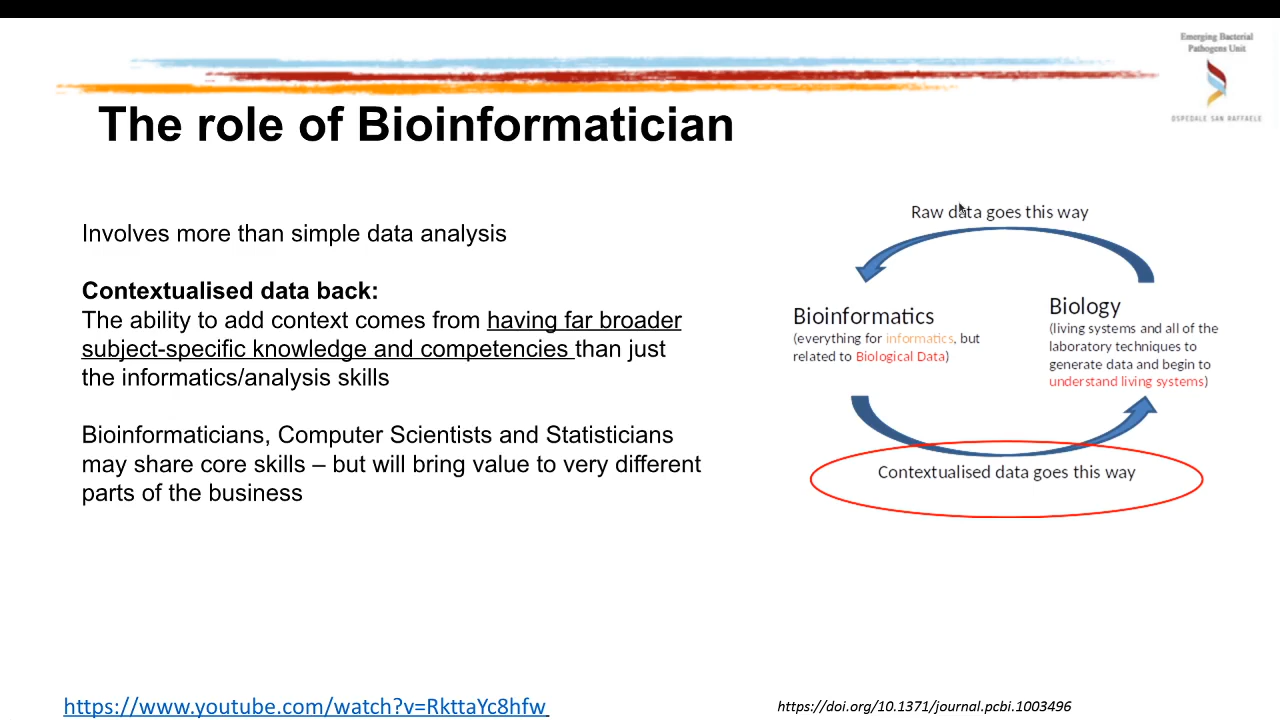 Emerging Bacterial
Pathogens Unit
OSPEDALE SAN RAFFAELE
The role of Bioinformatician
Involves more than simple data analysis
Contextualised data back:
The ability to add context comes from having far broader
subject-specific knowledge and competencies than just
the informatics/analysis skills
Bioinformaticians, Computer Scientists and Statisticians
may share core skills – but will bring value to very different
parts of the business
Raw data goes this way
Bioinformatics
(everything for informatics, but
related to Biological Data)
Biology
(living systems and all of the
laboratory techniques to
generate data and begin to
understand living systems)
Contextualised data goes this way
https://www.youtube.com/watch?v=RkttaYc8hfw
https://doi.org/10.1371/journal.pcbi.1003496